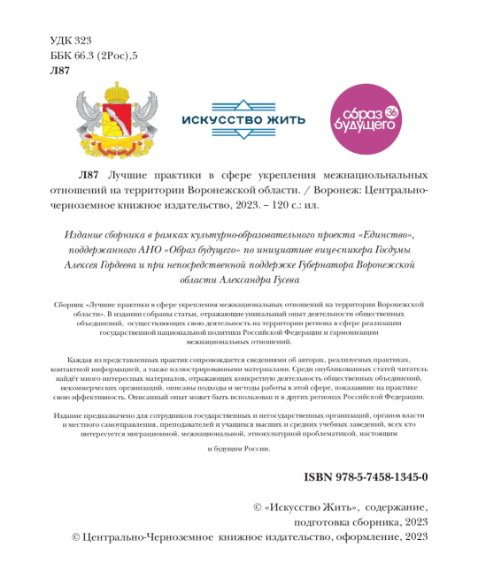 УДК 323
ББК 66.3 (2Рос),5
Л87
ИСКУССТВО ЖИТЬ
образ 36
будущего
Л87 Лучшие практики в сфере укрепления межнациольнальных
отношений на территории Воронежской области. / Воронеж: Центрально-
черноземное книжное издательство, 2023. – 120 с.: ил.
Издание сборника в рамках культурно-образовательного проекта «Единство»,
поддержанного АНО «Образ будущего» по инициативе вице-спикера Госдумы
Алексея Гордеева и при непосредственной поддержке Губернатора Воронежской
области Александра Гусева
Сборник «Лучшие практики в сфере укрепления межнациональных отношений на территории Воронежской
области». В издании собраны статьи, отражающие уникальный опыт деятельности общественных
объединений, осуществляющих свою деятельность на территории региона в сфере реализации
государственной национальной политики Российской Федерации и гармонизации
межнациональных отношений.
Каждая из представленных практик сопровождается сведениями об авторах, реализуемых практиках,
контактной информацией, а также иллюстрированными материалами. Среди опубликованных статей читатель
найдёт много интересных материалов, отражающих конкретную деятельность общественных объединений,
некоммерческих организаций, описаны подходы и методы работы в этой сфере, показавшие на практике
свою эффективность. Описанный опыт может быть использован и в других регионах Российской Федерации.
Издание предназначено для сотрудников государственных и негосударственных организаций, органов власти
и местного самоуправления, преподавателей и учащихся высших и средних учебных заведений, всех кто
интересуется миграционной, межнациональной, этнокультурной проблематикой, настоящим
и будущим России.
ISBN 978-5-7458-1345-0
© «Искусство Жить», содержание,
подготовка сборника, 2023
© Центрально-Черноземное книжное издательство, оформление, 2023